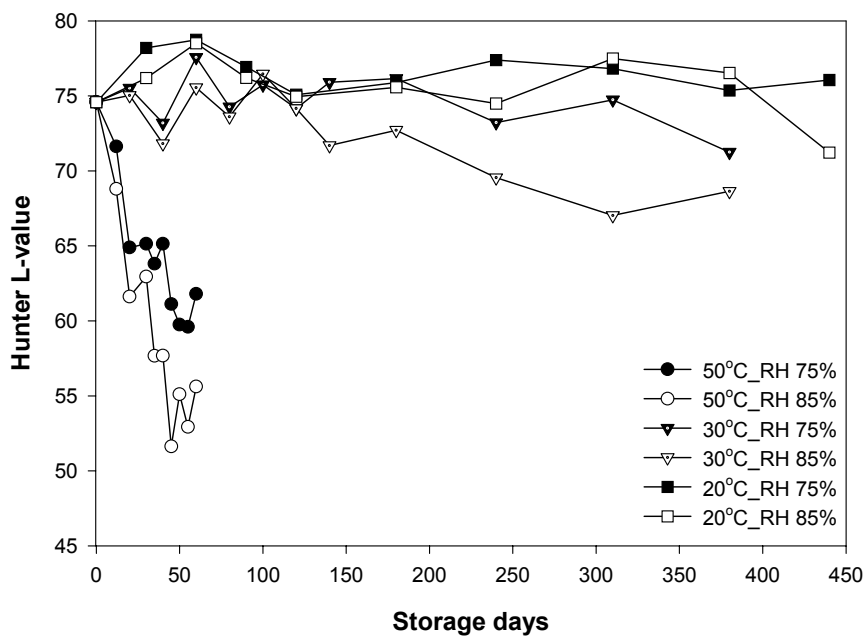 80
75
70
65
60
55
50
45
Hunter L-value
0 50 100 150 200 250 300 350 400 450
Storage days
50°C_RH 75%
50°C_RH 85%
30°C_RH 75%
30°C_RH 85%
20°C_RH 75%
20°C_RH 85%